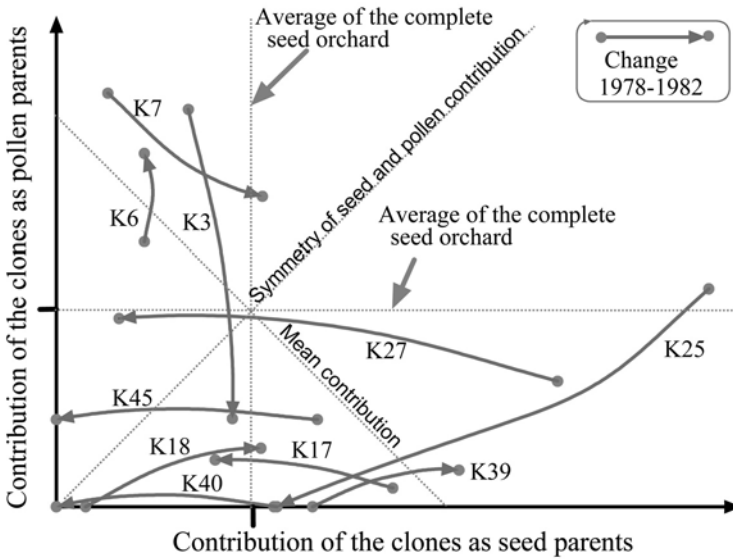 Average of the complete
seed orchard
Change
1978-1982
Contribution of the clones as pollen parents
Symmetry of seed and pollen contribution
K7
K6
K3
Average of the complete
seed orchard
Mean contribution
K27
K25
K45
K18
K17
K39
K40
Contribution of the clones as seed parents